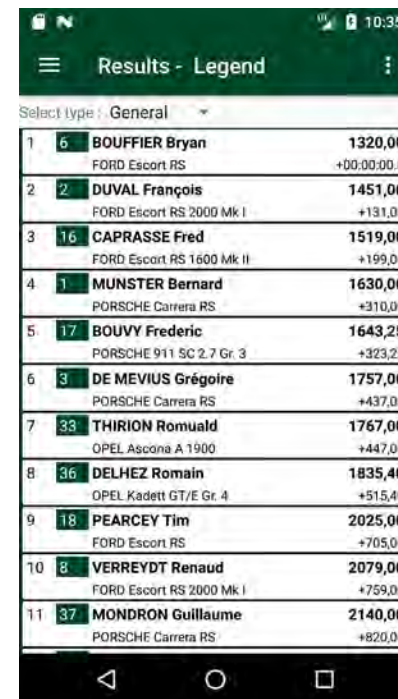 10:35
Results - Legend
Select type : General
1 6 BOUFFIER Bryan 1320,00
FORD Escort RS +00:00:00.
2 2 DUVAL François 1451,0
FORD Escort RS 2000 Mk I +131,0
3 16 CAPRASSE Fred 1519,00
FORD Escort RS 1600 Mk II +199,0
4 1 MUNSTER Bernard 1630,00
PORSCHE Carrera RS +310,0
5 17 BOUVY Frederic 1643,25
PORSCHE 911 SC 2.7 Gr. 3 +323,2
6 3 DE MEVIUS Grégoire 1757,00
PORSCHE Carrera RS +437,0
7 33 THIRION Romuald 1767,00
OPEL Ascona A 1900 +447,0
8 36 DELHEZ Romain 1835,40
OPEL Kadett GT/E Gr. 4 +515,4
9 18 PEARCEY Tim 2025,00
FORD Escort RS +705,0
10 8 VERREYDT Renaud 2079,00
FORD Escort RS 2000 Mk I +759,0
11 37 MONDRON Guillaume 2140,00
PORSCHE Carrera RS +820,0